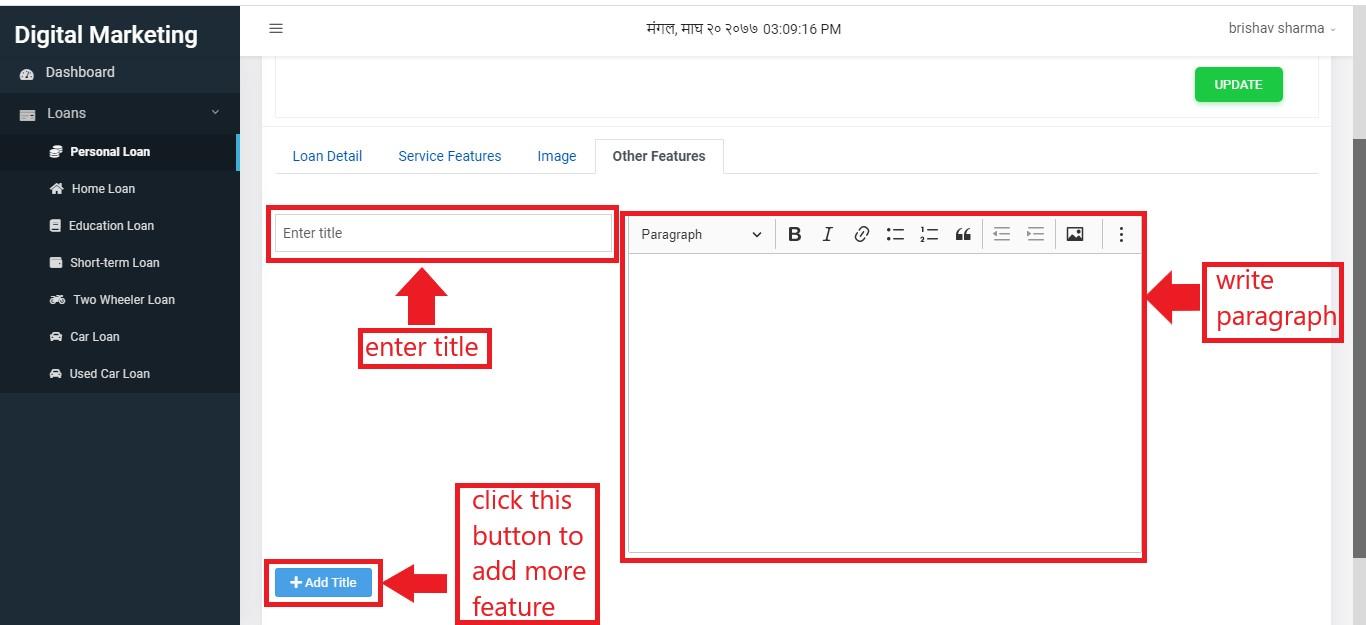 Digital Marketing
मंगल, माघ २० २०७७ 03:09:16 PM
brishav sharma
Dashboard
Loans
Personal Loan
Home Loan
Education Loan
Short-term Loan
Two Wheeler Loan
Car Loan
Used Car Loan
UPDATE
Loan Detail Service Features Image Other Features
Enter title
Paragraph
enter title
write
paragraph
click this
button to
add more
feature
Add Title